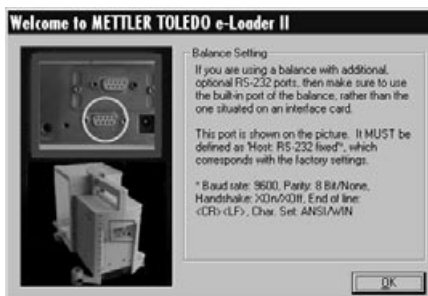 Welcome to METTLER TOLEDO e-Loader II
Balance Setting
If you are using a balance with additional,
optional RS-232 ports, then make sure to use
the built-in port of the balance, rather than the
one situated on an interface card.
This port is shown on the picture. It MUST be
defined as 'Host: RS-232 fixed'*, which
corresponds with the factory settings.
* Baud rate: 9600, Parity: 8 Bit/None,
Handshake: XOn/XOff, End of line:
<CR><LF>, Char. Set: ANSI/WIN
OK